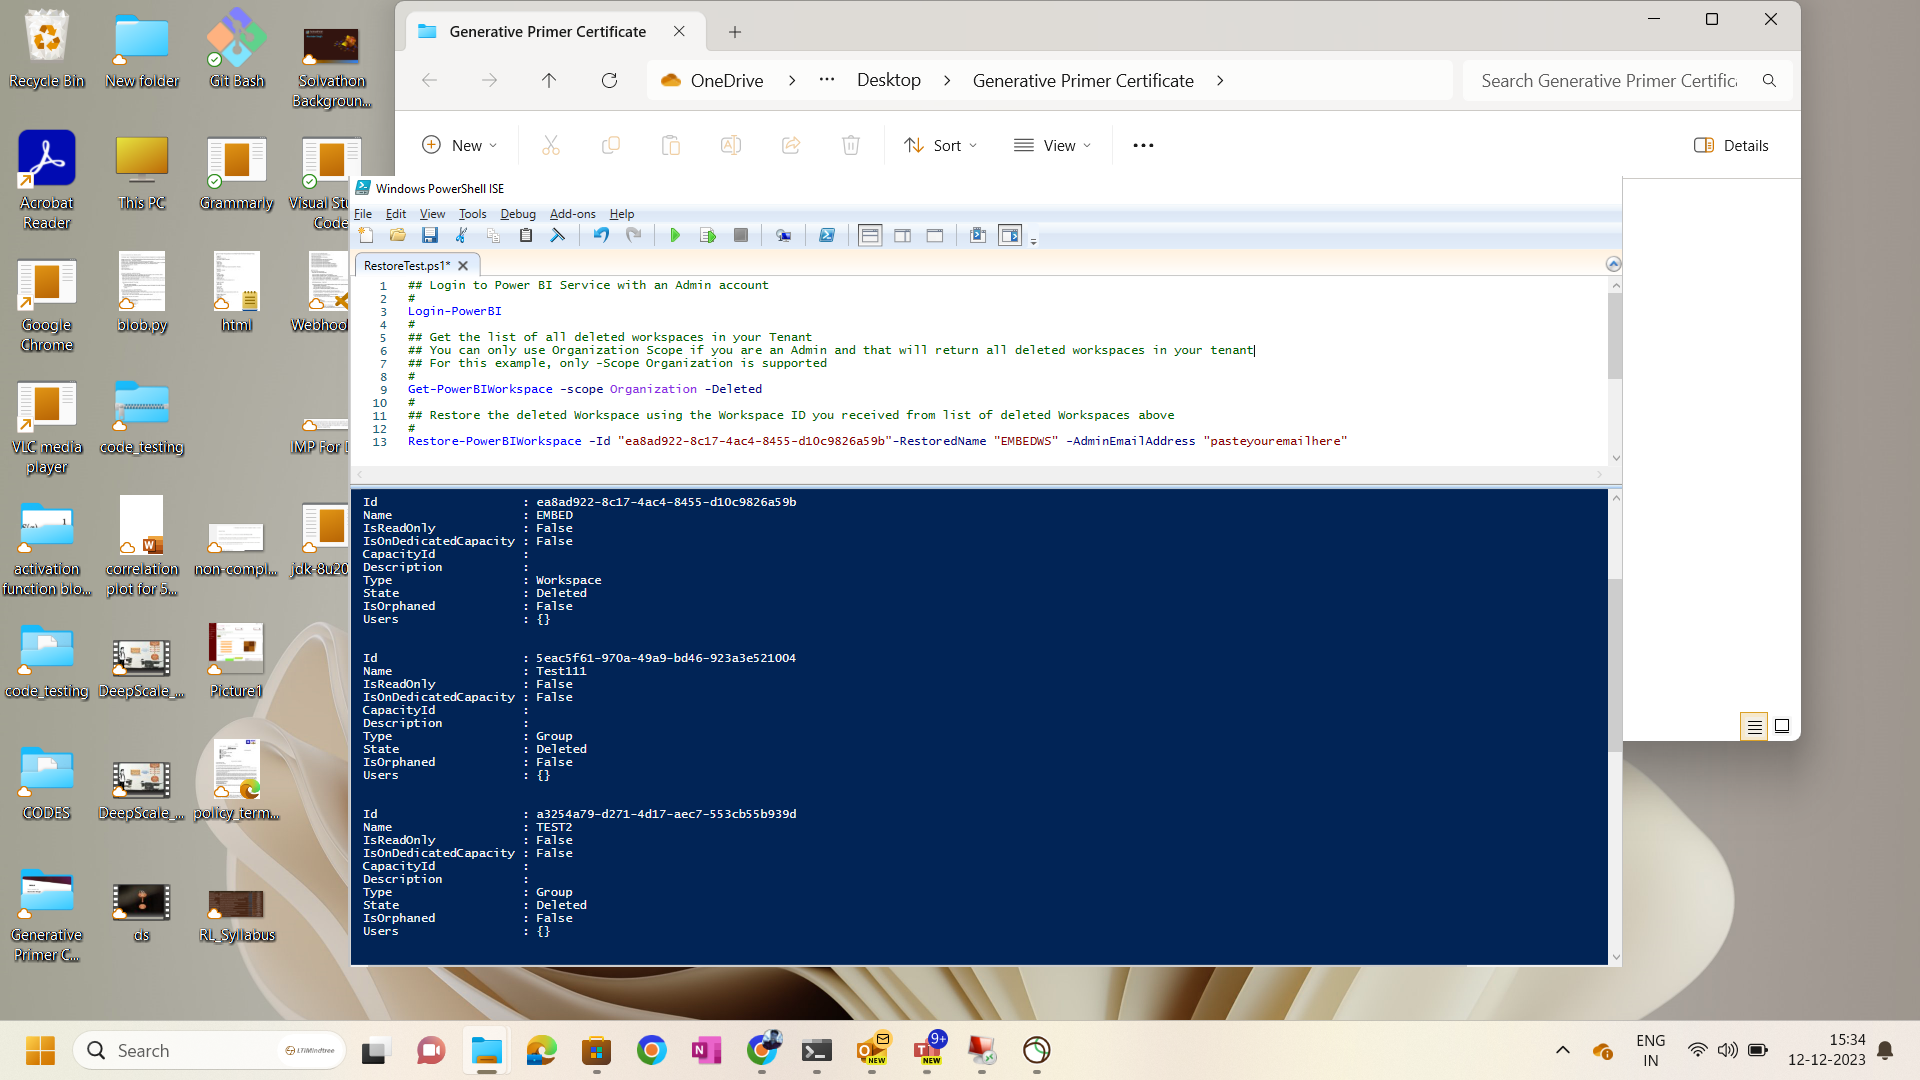 Recycle Bin
New folder
Git Bash
Solvathon
Backgroun...
Acrobat
Reader
This PC
Grammarly
Visual Stu
Code
Google
Chrome
blob.py
html
Webhook
VLC media
player
code_testing
IMP For D
activation
function blo...
correlation
plot for 5...
non-compl...
jdk-8u20
code_testing
DeepScale_...
Picture1
CODES
DeepScale_...
policy_term...
Generative
Primer C...
ds
RL_Syllabus
Generative Primer Certificate
OneDrive > ... Desktop > Generative Primer Certificate >
Search Generative Primer Certific
New
Sort
View
Details
Windows PowerShell ISE
File Edit View Tools Debug Add-ons Help
RestoreTest.ps1*
1 ## Login to Power BI Service with an Admin account
2 #
3 Login-PowerBI
4 #
5 ## Get the list of all deleted workspaces in your Tenant
6 ## You can only use Organization Scope if you are an Admin and that will return all deleted workspaces in your tenant
7 ## For this example, only -Scope Organization is supported
8 #
9 Get-PowerBIWorkspace -scope Organization -Deleted
10 #
11 ## Restore the deleted Workspace using the Workspace ID you received from list of deleted Workspaces above
12 #
13 Restore-PowerBIWorkspace -Id "ea8ad922-8c17-4ac4-8455-d10c9826a59b"-RestoredName "EMBEDWS" -AdminEmailAddress "pasteyouremailhere"
Id : ea8ad922-8c17-4ac4-8455-d10c9826a59b
Name : EMBED
IsReadOnly : False
IsOnDedicatedCapacity : False
CapacityId :
Description :
Type : Workspace
State : Deleted
IsOrphaned : False
Users : {}
Id : 5eac5f61-970a-49a9-bd46-923a3e521004
Name : Test111
IsReadOnly : False
IsOnDedicatedCapacity : False
CapacityId :
Description :
Type : Group
State : Deleted
IsOrphaned : False
Users : {}
Id : a3254a79-d271-4d17-aec7-553cb55b939d
Name : TEST2
IsReadOnly : False
IsOnDedicatedCapacity : False
CapacityId :
Description :
Type : Group
State : Deleted
IsOrphaned : False
Users : {}
Search
LTIMindtree
NEW
9+
NEW
ENG
IN
15:34
12-12-2023